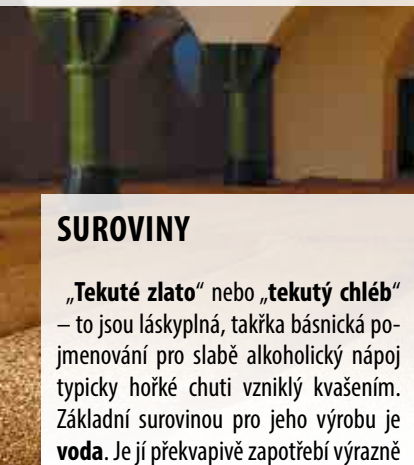 SUROVINY
„Tekuté zlato“ nebo „tekutý chléb“
– to jsou láskyplná, takřka básnická po-
jmenování pro slabě alkoholický nápoj
typicky hořké chuti vzniklý kvašením.
Základní surovinou pro jeho výrobu je
voda. Je jí překvapivě zapotřebí výrazně